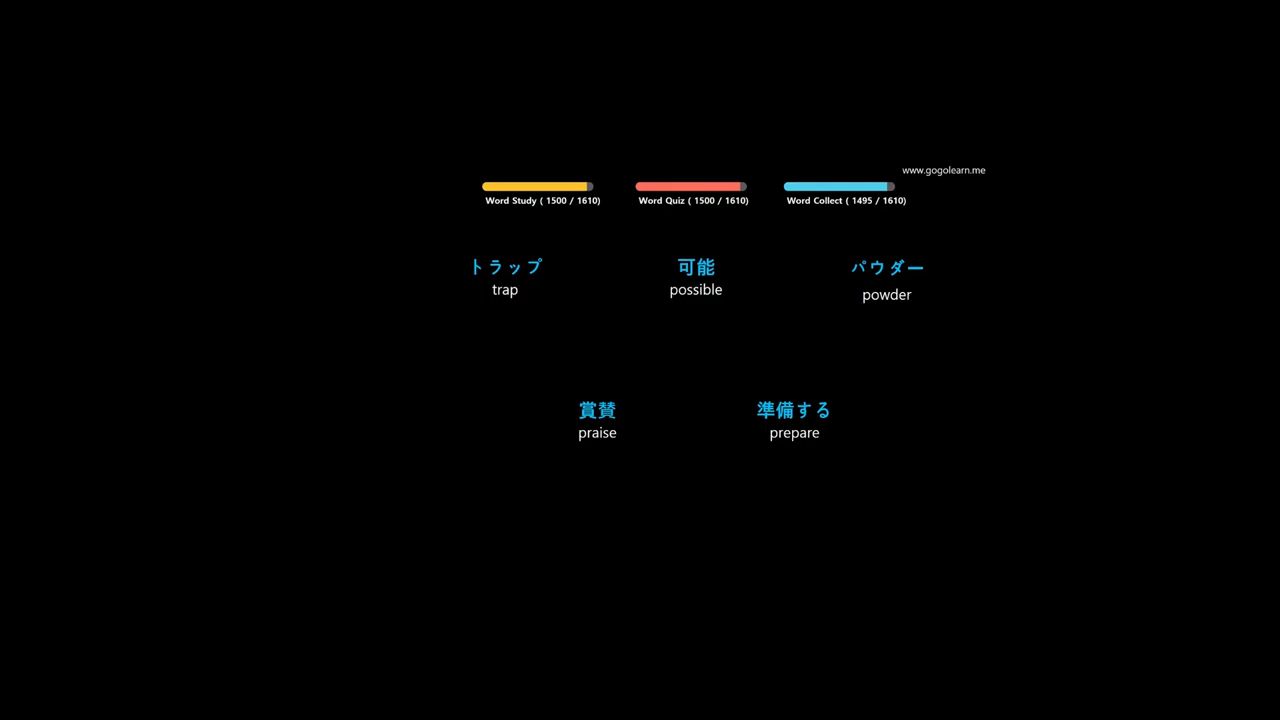 www.gogolearn.me
Word Study ( 1500 / 1610) Word Quiz ( 1500 / 1610) Word Collect ( 1495 / 1610)
トラップ 可能 パウダー
trap possible powder
賞賛 準備する
praise prepare